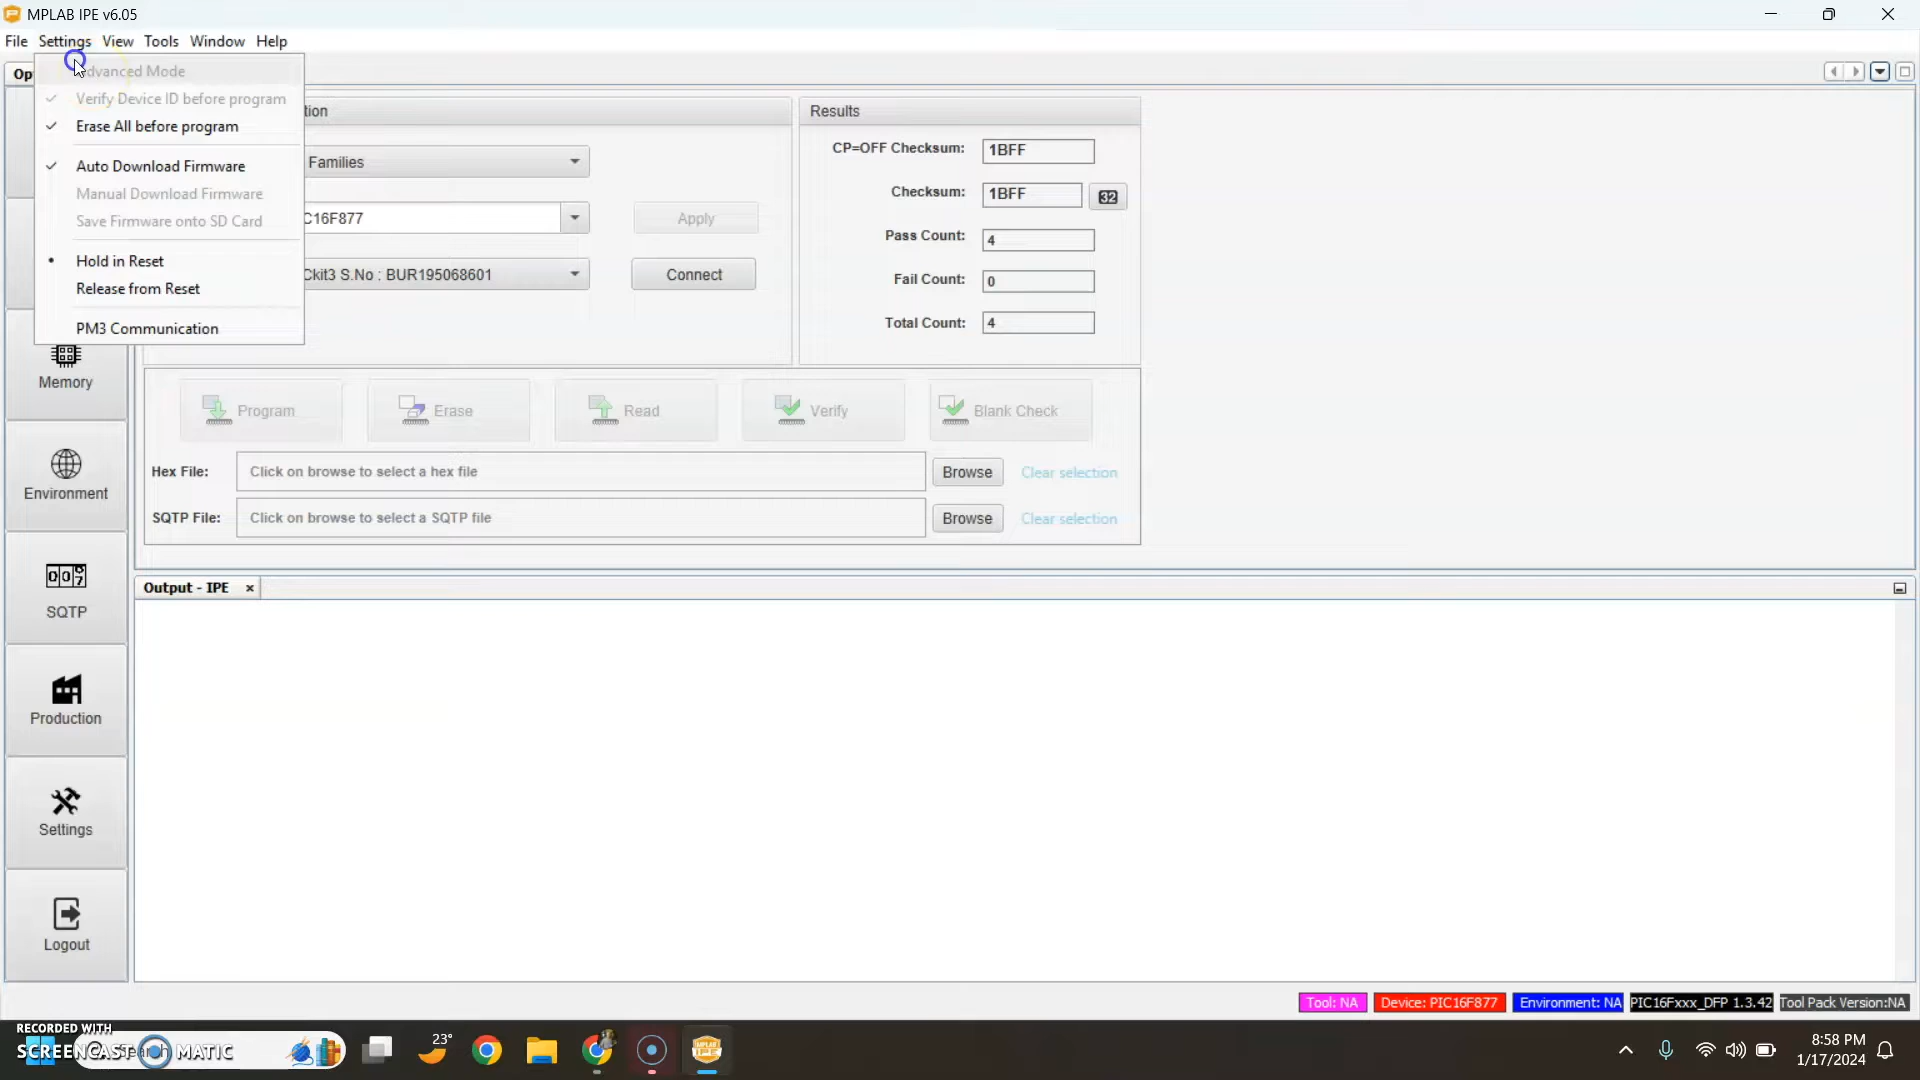 MPLAB IPE v6.05
File Settings View Tools Window Help
Advanced Mode
Verify Device ID before program
Erase All before program
Auto Download Firmware
Manual Download Firmware
Save Firmware onto SD Card
Hold in Reset
Release from Reset
PM3 Communication
Op
tion
Families
C16F877
Apply
Ckit3 S.No : BUR195068601
Connect
Results
CP=OFF Checksum: 1BFF
Checksum: 1BFF 32
Pass Count: 4
Fail Count: 0
Total Count: 4
Program Erase Read Verify Blank Check
Hex File: Click on browse to select a hex file Browse Clear selection
SQTP File: Click on browse to select a SQTP file Browse Clear selection
Memory
Environment
SQTP
Production
Settings
Logout
Output - IPE
Tool: NA Device: PIC16F877 Environment: NA PIC16Fxxx_DFP 1.3.42 Tool Pack Version:NA
RECORDED WITH
SCREENCAST MATIC
23°
8:58 PM
1/17/2024